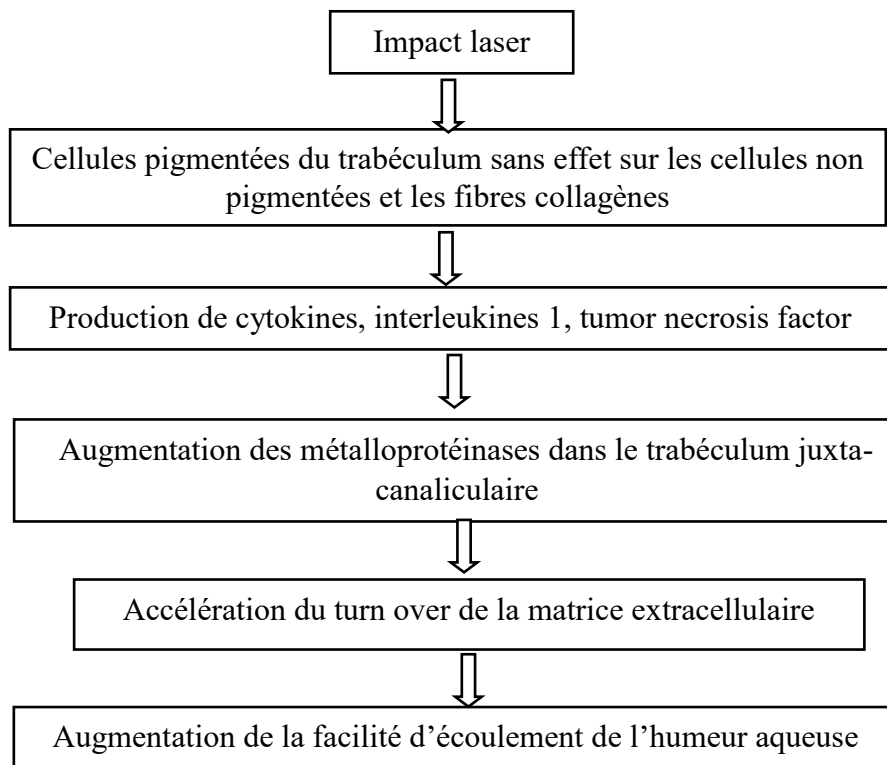 Impact laser
Cellules pigmentées du trabéculum sans effet sur les cellules non
pigmentées et les fibres collagènes
Production de cytokines, interleukines 1, tumor necrosis factor
Augmentation des métalloprotéinases dans le trabéculum juxta-
canaliculaire
Accélération du turn over de la matrice extracellulaire
Augmentation de la facilité d’écoulement de l’humeur aqueuse